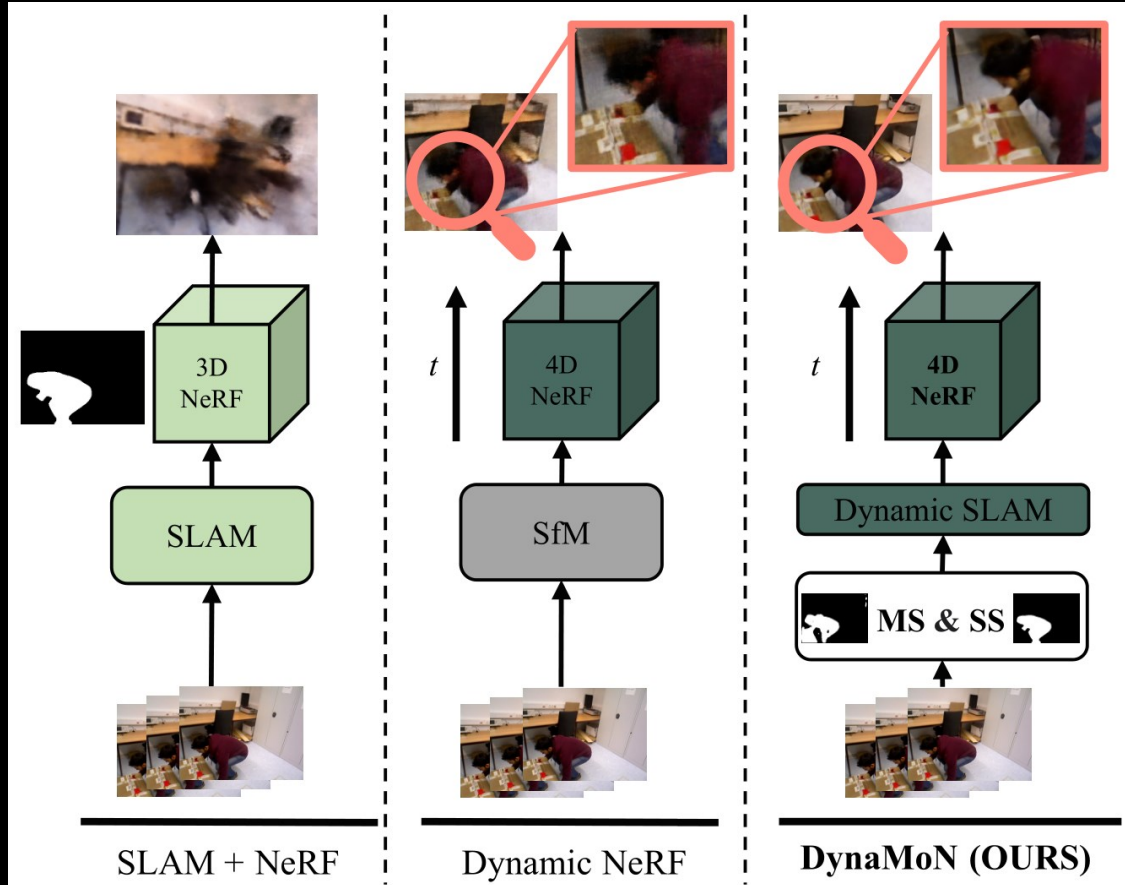 3D
NeRF
SLAM
SLAM + NeRF
t
4D
NeRF
SfM
Dynamic NeRF
t
4D
NeRF
Dynamic SLAM
MS & SS
DynaMoN (OURS)